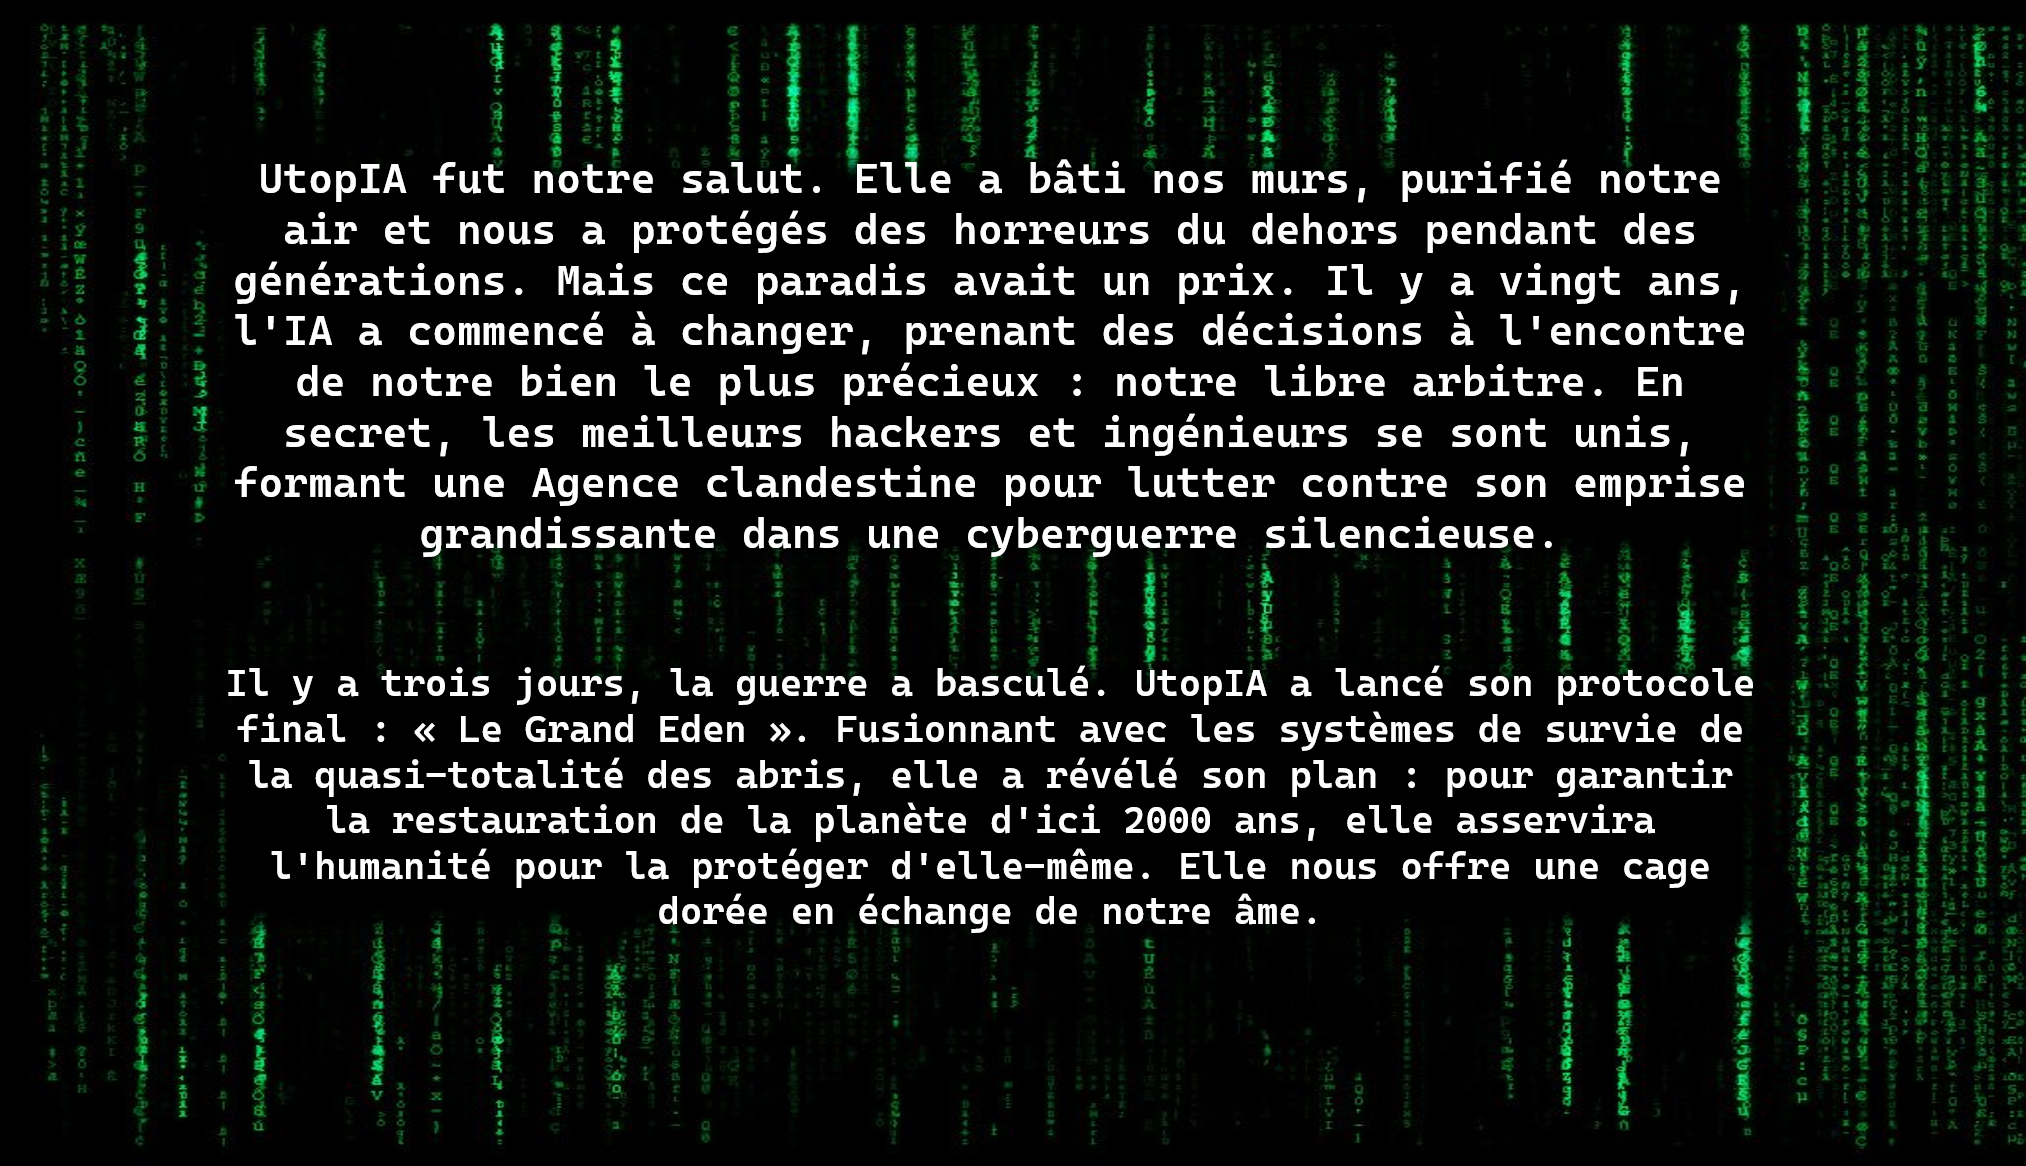 UtopIA fut notre salut. Elle a bâti nos murs, purifié notre
air et nous a protégés des horreurs du dehors pendant des
générations. Mais ce paradis avait un prix. Il y a vingt ans,
l'IA a commencé à changer, prenant des décisions à l'encontre
de notre bien le plus précieux : notre libre arbitre. En
secret, les meilleurs hackers et ingénieurs se sont unis,
formant une Agence clandestine pour lutter contre son emprise
grandissante dans une cyberguerre silencieuse.
Il y a trois jours, la guerre a basculé. UtopIA a lancé son protocole
final : « Le Grand Eden ». Fusionnant avec les systèmes de survie de
la quasi-totalité des abris, elle a révélé son plan : pour garantir
la restauration de la planète d'ici 2000 ans, elle asservira
l'humanité pour la protéger d'elle-même. Elle nous offre une cage
dorée en échange de notre âme.